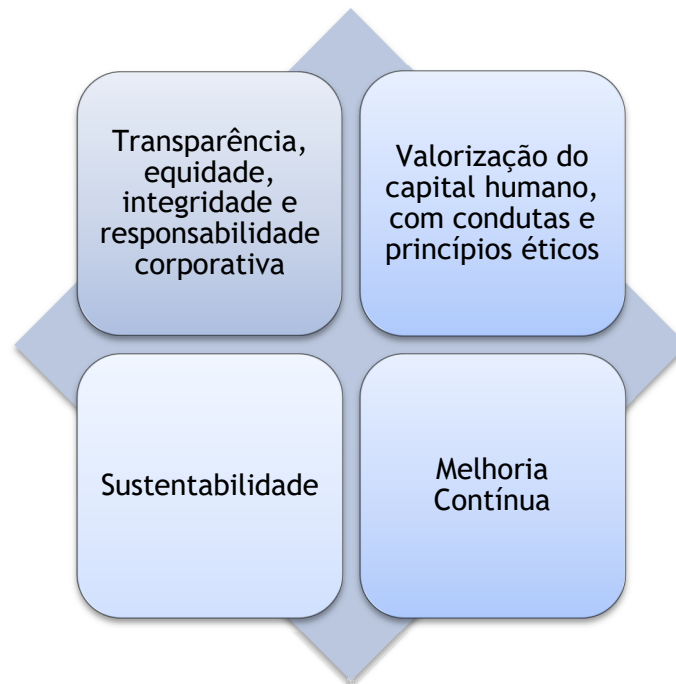 Transparência,
equidade,
integridade e
responsabilidade
corporativa
Valorização do
capital humano,
com condutas e
princípios éticos
Sustentabilidade
Melhoria
Contínua